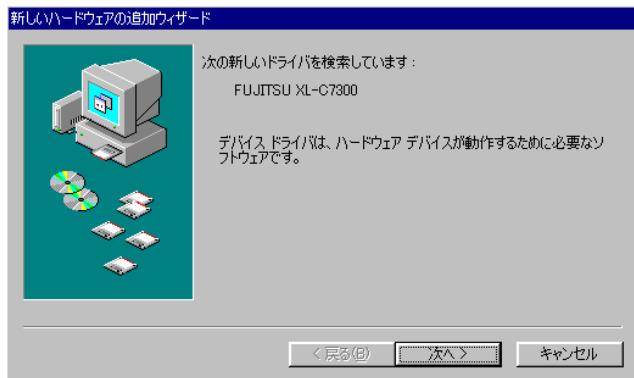 新しいハードウェアの追加ウィザード
次の新しいドライバを検索しています：
FUJITSU XL-C7300
デバイス ドライバは、ハードウェア デバイスが動作するために必要なソ
フトウェアです。
< 戻る(B)
次へ >
キャンセル